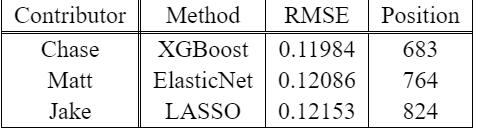 Contributor Method RMSE Position
Chase XGBoost 0.11984 683
Matt ElasticNet 0.12086 764
Jake LASSO 0.12153 824